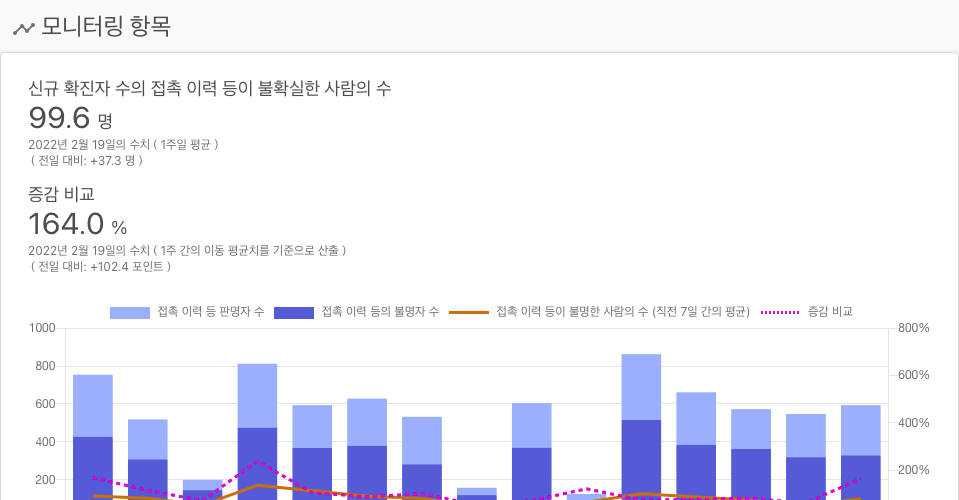 모니터링 항목
신규 확진자 수의 접촉 이력 등이 불확실한 사람의 수
99.6 명
2022년 2월 19일의 수치 ( 1주일 평균 )
( 전일 대비: +37.3 명 )
증감 비교
164.0 %
2022년 2월 19일의 수치 ( 1주 간의 이동 평균치를 기준으로 산출 )
( 전일 대비: +102.4 포인트 )
접촉 이력 등 판명자 수 접촉 이력 등의 불명자 수 접촉 이력 등이 불명한 사람의 수 (직전 7일 간의 평균) 증감 비교
1000 800%
800
600 600%
400 400%
200 200%